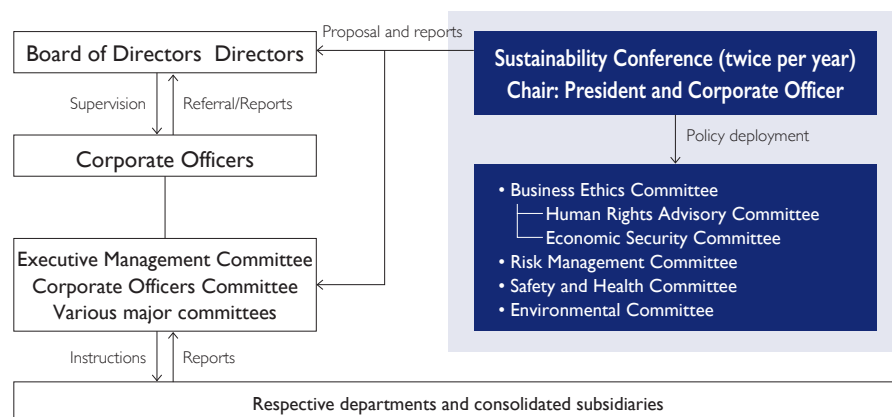 Proposal and reports
Board of Directors Directors
Sustainability Conference (twice per year)
Chair: President and Corporate Officer
Supervision
Referral/Reports
Policy deployment
Corporate Officers
• Business Ethics Committee
Human Rights Advisory Committee
Economic Security Committee
• Risk Management Committee
• Safety and Health Committee
• Environmental Committee
Executive Management Committee
Corporate Officers Committee
Various major committees
Instructions
Reports
Respective departments and consolidated subsidiaries